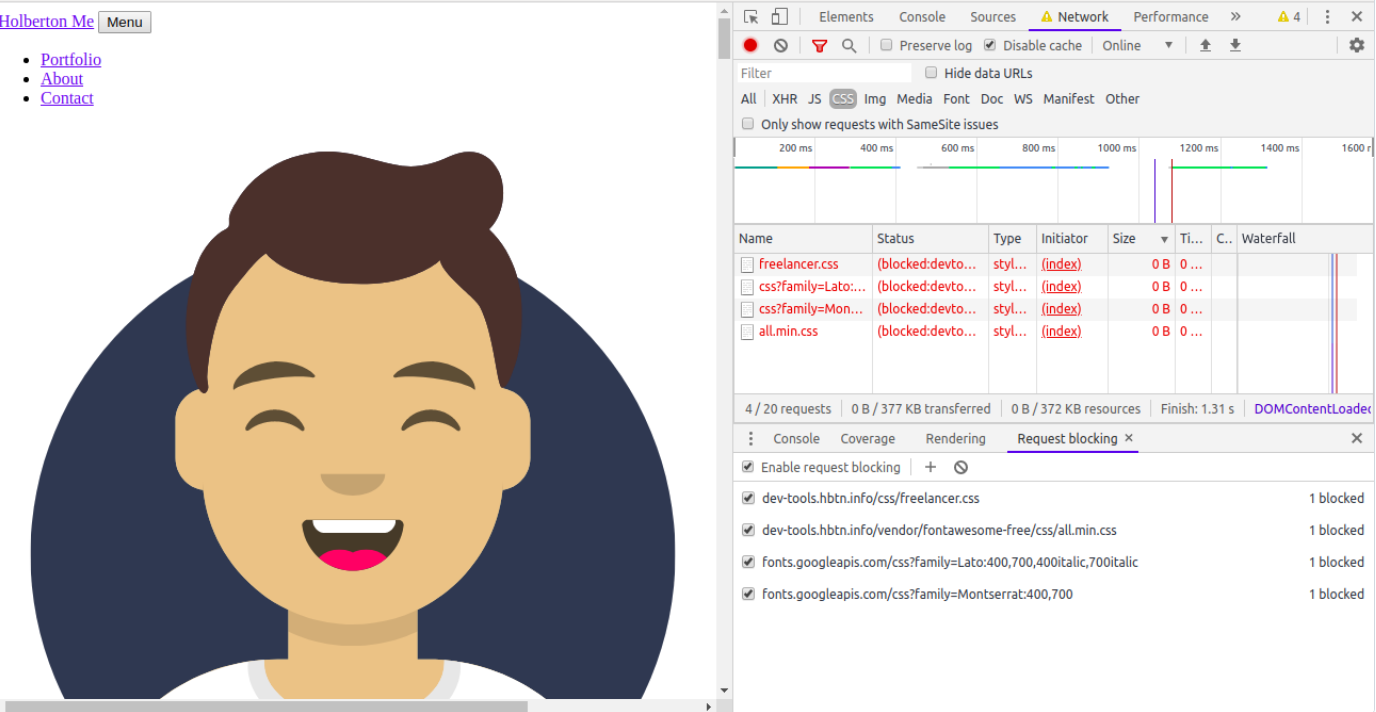 Holberton Me Menu
Portfolio
About
Contact
Elements Console Sources Network Performance » 4
Preserve log Disable cache Online
Filter Hide data URLs
All XHR JS CSS Img Media Font Doc WS Manifest Other
Only show requests with SameSite issues
200 ms 400 ms 600 ms 800 ms 1000 ms 1200 ms 1400 ms 1600 r
Name Status Type Initiator Size Ti... C.. Waterfall
freelancer.css (blocked:devto... styl... (index) 0 B 0 ...
css?family=Lato:... (blocked:devto... styl... (index) 0 B 0 ...
css?family=Mon... (blocked:devto... styl... (index) 0 B 0 ...
all.min.css (blocked:devto... styl... (index) 0 B 0 ...
4 / 20 requests 0 B / 377 KB transferred 0 B / 372 KB resources Finish: 1.31 s DOMContentLoaded
Console Coverage Rendering Request blocking ×
Enable request blocking
dev-tools.hbtn.info/css/freelancer.css 1 blocked
dev-tools.hbtn.info/vendor/fontawesome-free/css/all.min.css 1 blocked
fonts.googleapis.com/css?family=Lato:400,700,400italic,700italic 1 blocked
fonts.googleapis.com/css?family=Montserrat:400,700 1 blocked